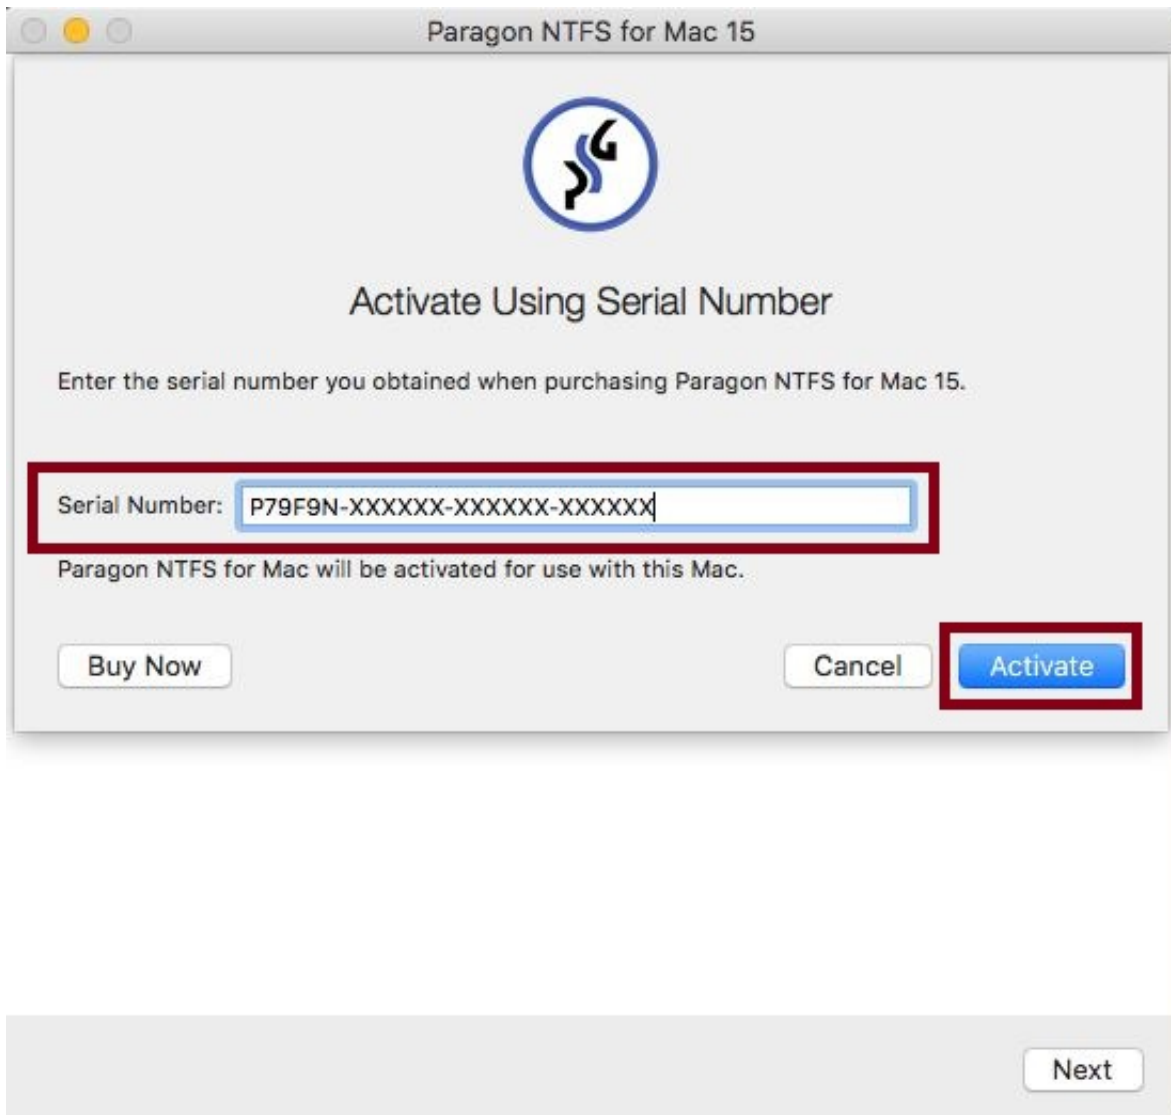 Paragon NTFS for Mac 15
Activate Using Serial Number
Enter the serial number you obtained when purchasing Paragon NTFS for Mac 15.
Serial Number: P79F9N-XXXXXX-XXXXXX-XXXXXX
Paragon NTFS for Mac will be activated for use with this Mac.
Buy Now Cancel Activate
Next